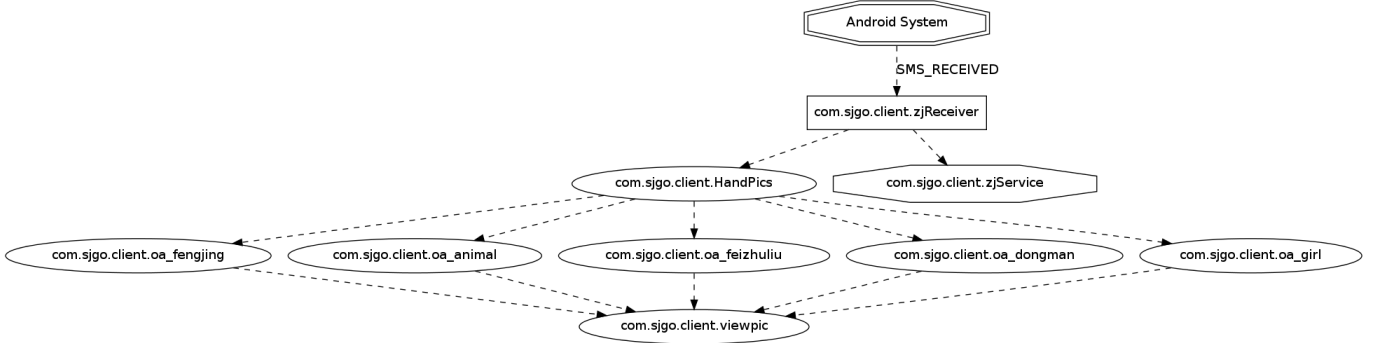 Android System
SMS_RECEIVED
com.sjgo.client.zjReceiver
com.sjgo.client.HandPics
com.sjgo.client.zjService
com.sjgo.client.oa_fengjing
com.sjgo.client.oa_animal
com.sjgo.client.oa_feizhuliu
com.sjgo.client.oa_dongman
com.sjgo.client.oa_girl
com.sjgo.client.viewpic